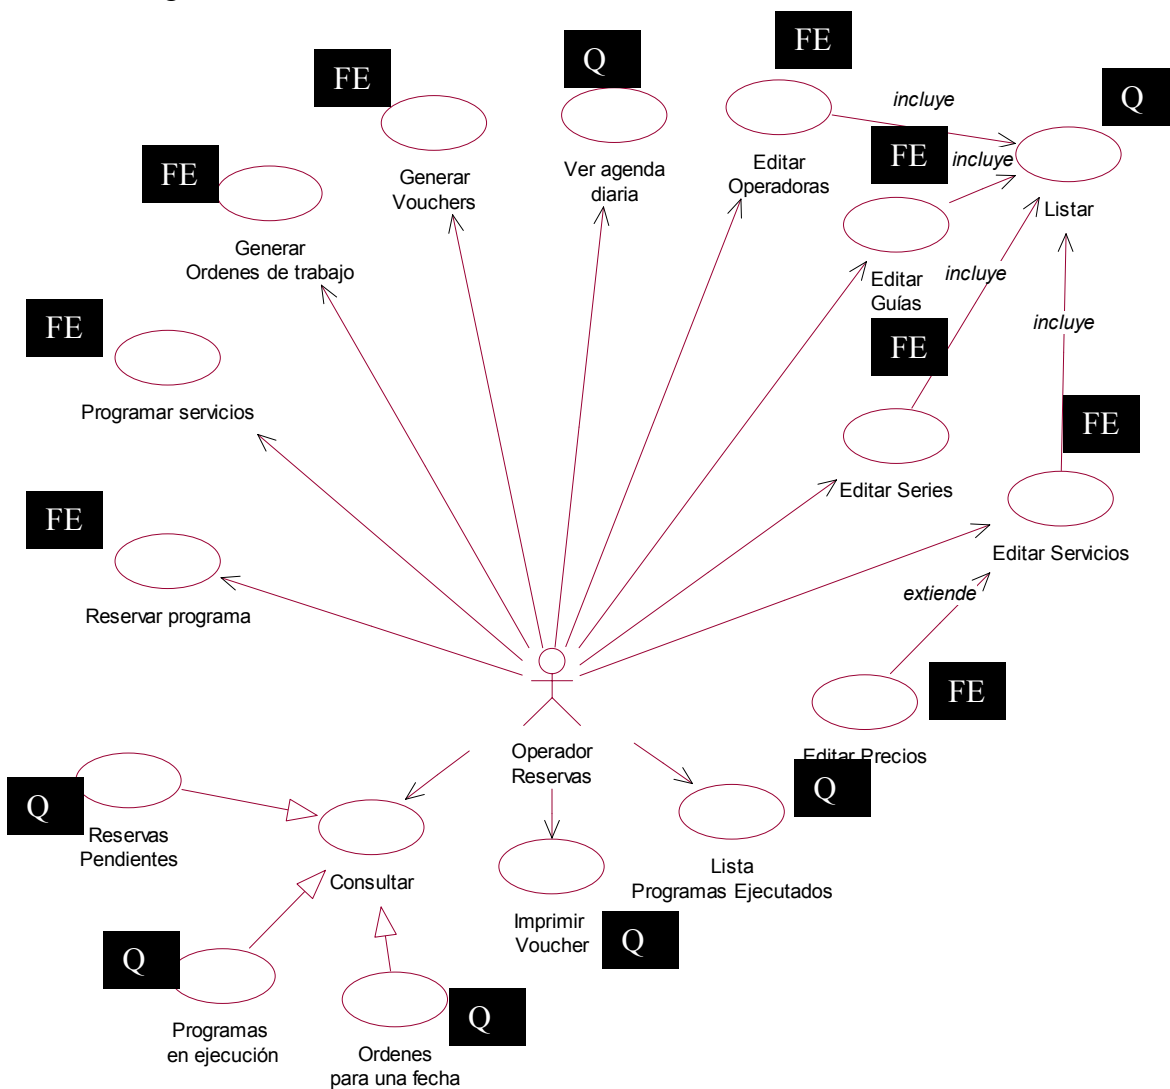 FE
Q
FE
Q
incluye
FE
incluye
FE
Generar
Vouchers
Ver agenda
diaria
Editar
Operadoras
Listar
Generar
Ordenes de trabajo
Editar
Guías
incluye
FE
FE
incluye
FE
Programar servicios
Editar Series
FE
Editar Servicios
extiende
Reservar programa
FE
Operador
Reservas
Editar Precios
Q
Q
Reservas
Pendientes
Consultar
Lista
Programas Ejecutados
Imprimir
Voucher
Q
Q
Q
Programas
en ejecución
Ordenes
para una fecha